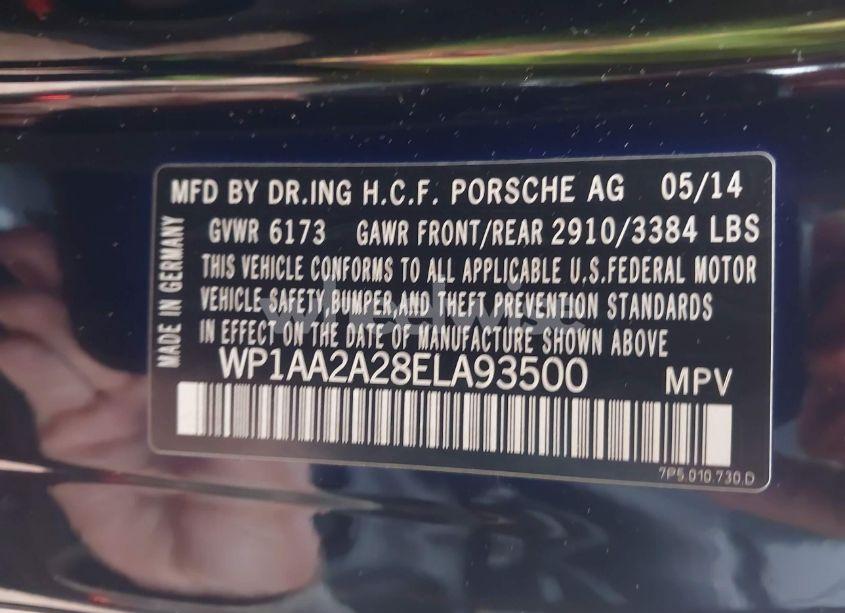 MFD BY DR.ING H.C.F. PORSCHE AG 05/14
GVWR 6173 GAWR FRONT/REAR 2910/3384 LBS
THIS VEHICLE CONFORMS TO ALL APPLICABLE U.S.FEDERAL MOTOR
VEHICLE SAFETY,BUMPER,AND THEFT PREVENTION STANDARDS
IN EFFECT ON THE DATE OF MANUFACTURE SHOWN ABOVE
MADE IN GERMANY
WP1AA2A28ELA93500 MPV
7P5.010.730.D